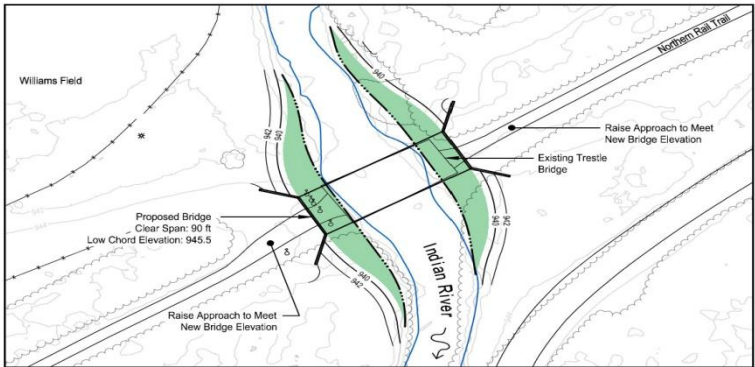 Williams Field
Northern Rail Trail
940
942
940
Raise Approach to Meet
New Bridge Elevation
Existing Trestle
Bridge
Proposed Bridge
Clear Span: 90 ft
Low Chord Elevation: 945.5
940
942
Indian River
940
942
Raise Approach to Meet
New Bridge Elevation